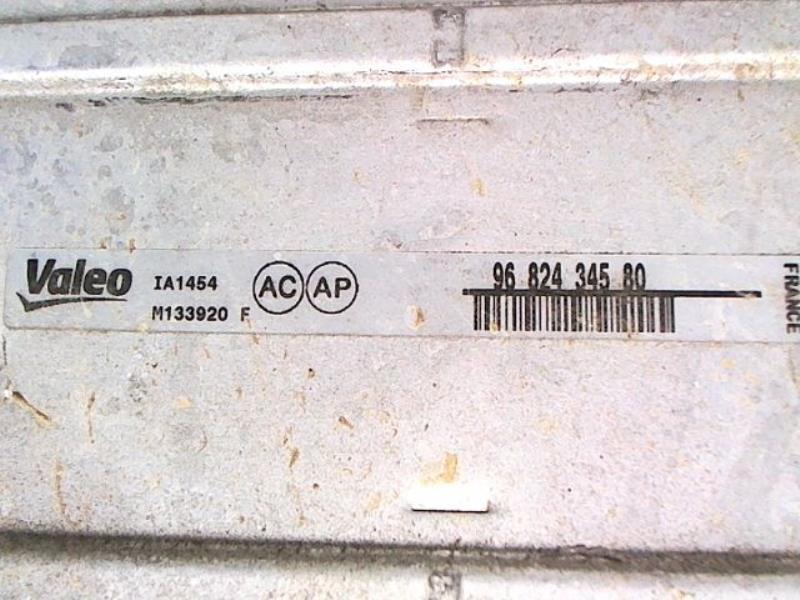 Valeo
IA1454
M133920 F
AC AP
96 824 345 80
FRANCE